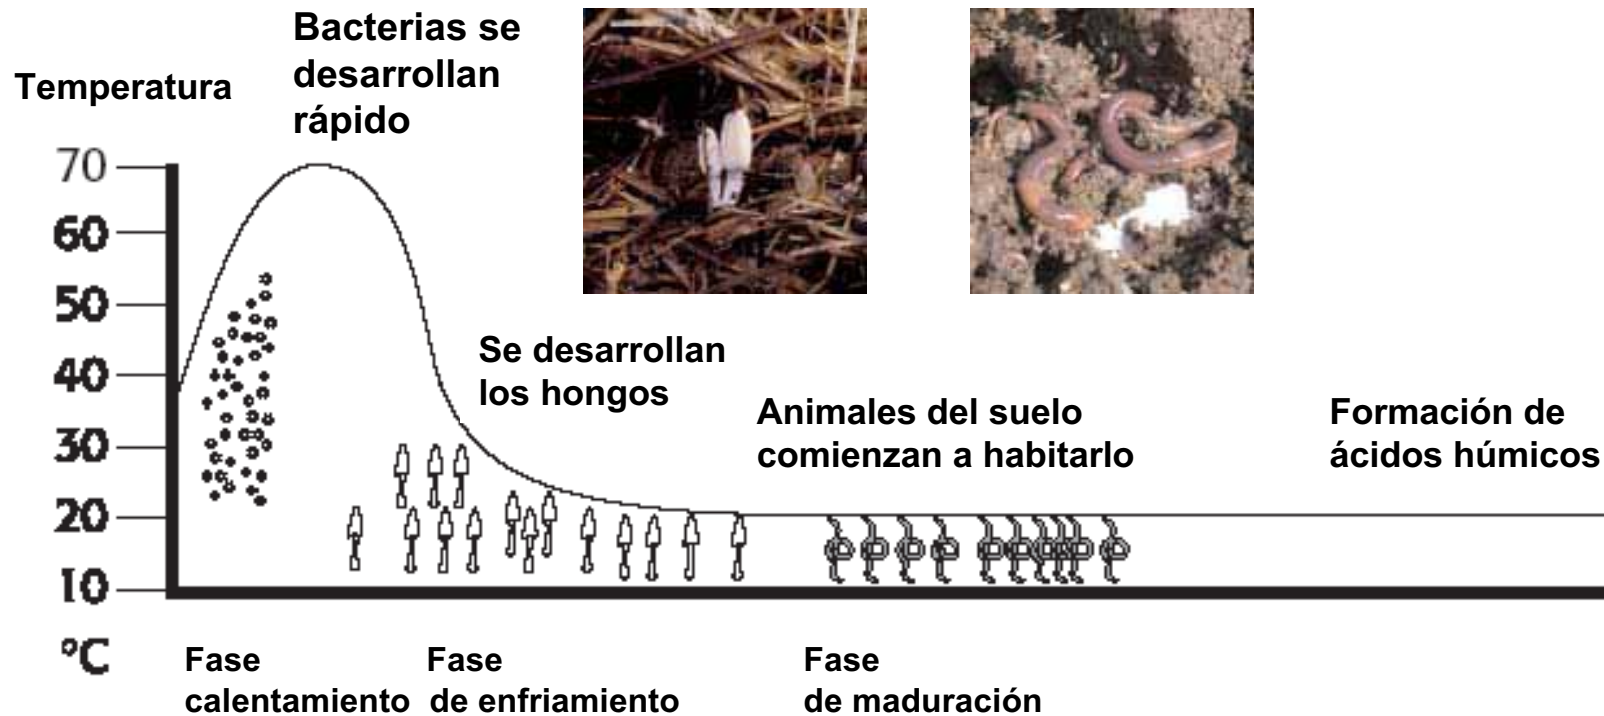 Temperatura
Bacterias se
desarrollan
rápido
70
60
50
40
30
20
10
°C
Se desarrollan
los hongos
Animales del suelo
comienzan a habitarlo
Formación de
ácidos húmicos
Fase
calentamiento
Fase
de enfriamiento
Fase
de maduración